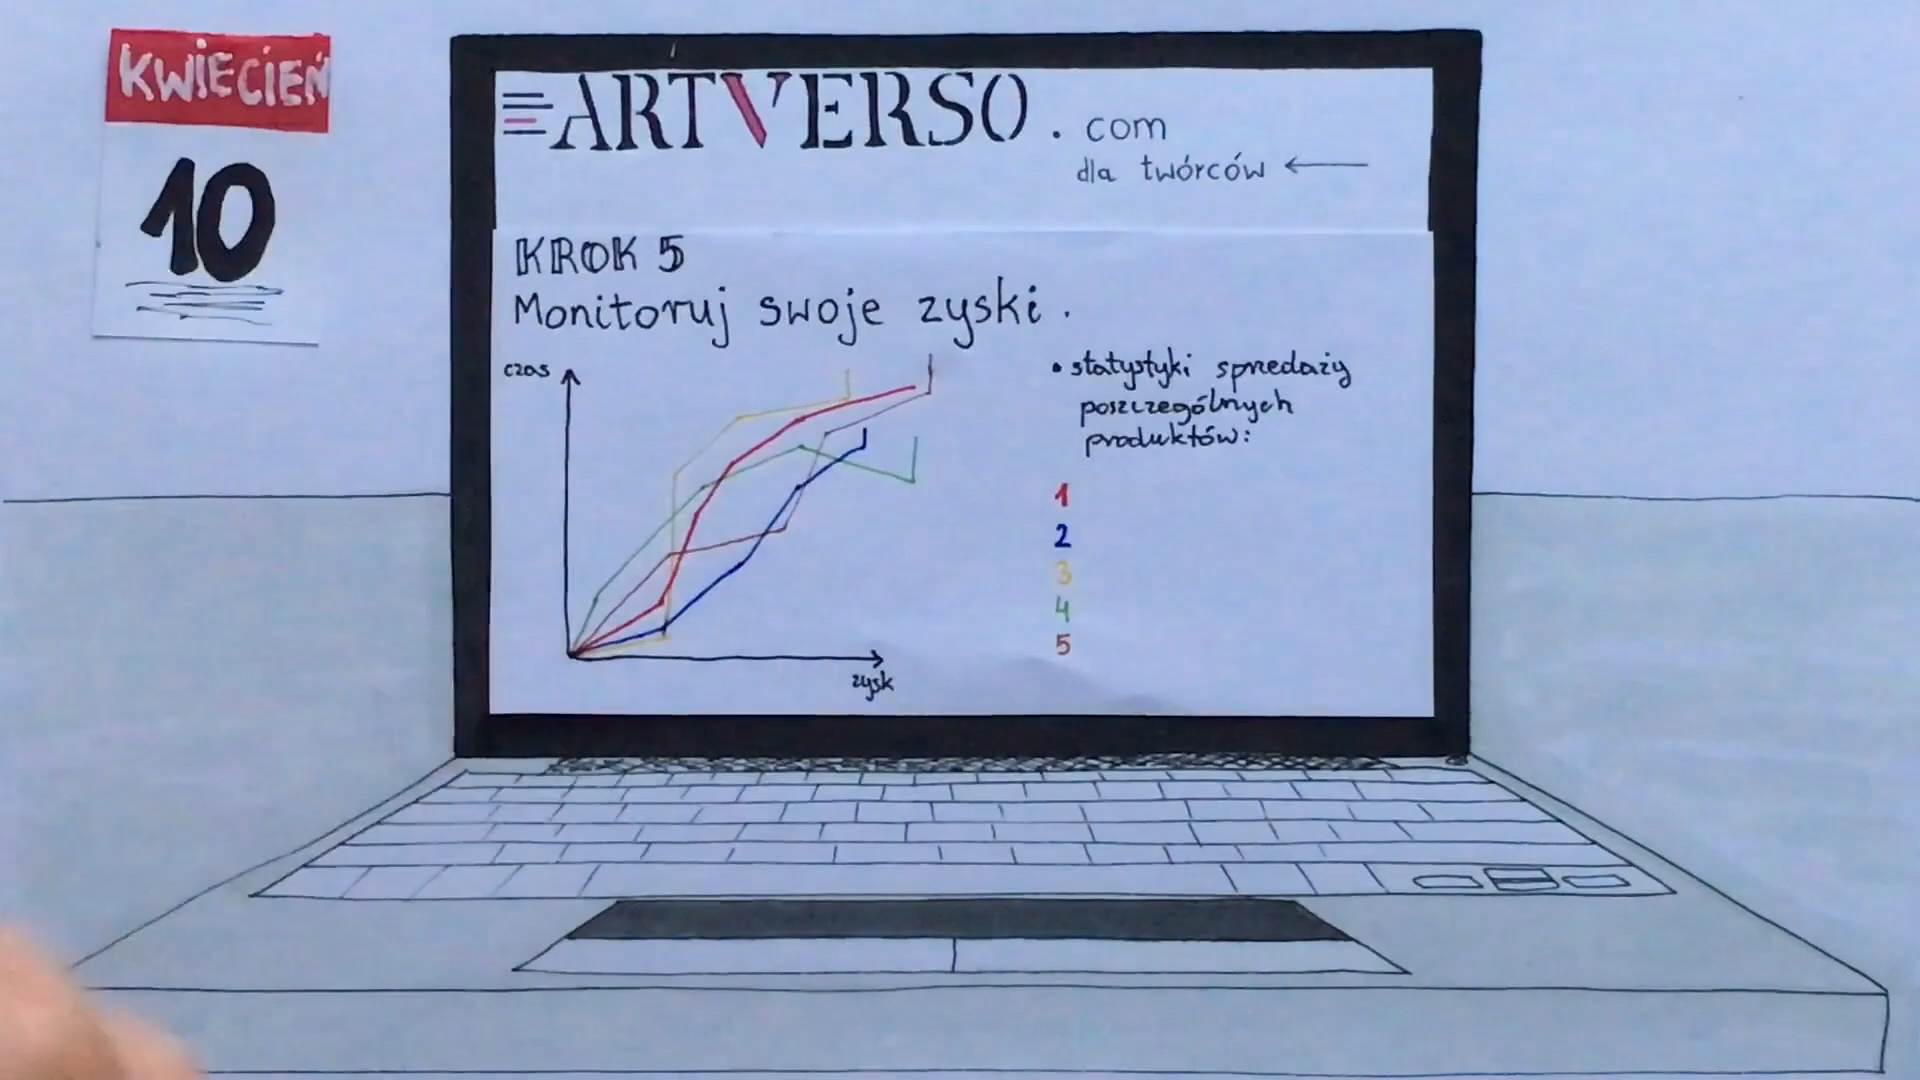 KWIECIEŃ
10
ARTVERSO.com
dla twórców
KROK 5
Monitoruj swoje zyski.
czas
zysk
• statystyki sprzedaży
poszczególnych
produktów:
1
2
3
4
5